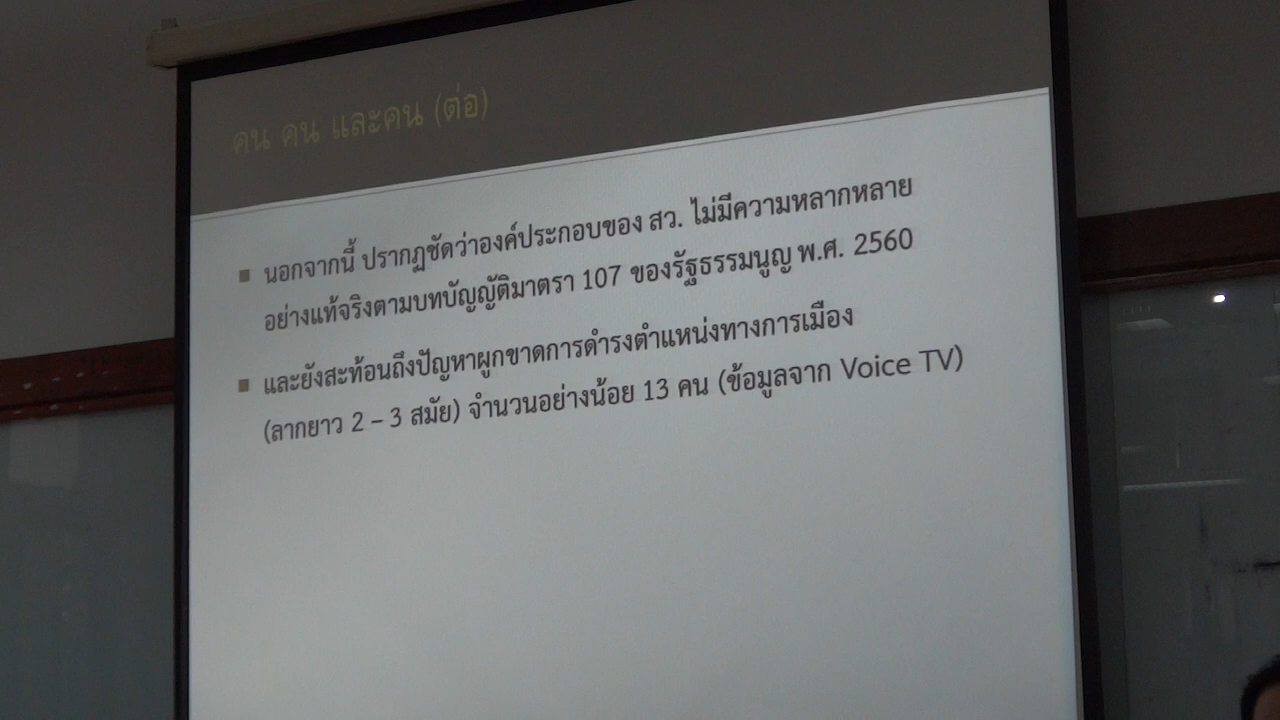 คน คน และคน (ต่อ)
▪ นอกจากนี้ ปรากฏชัดว่าองค์ประกอบของ สว. ไม่มีความหลากหลาย
อย่างแท้จริงตามบทบัญญัติมาตรา 107 ของรัฐธรรมนูญ พ.ศ. 2560
▪ และยังสะท้อนถึงปัญหาผูกขาดการดำรงตำแหน่งทางการเมือง
(ลากยาว 2 – 3 สมัย) จำนวนอย่างน้อย 13 คน (ข้อมูลจาก Voice TV)